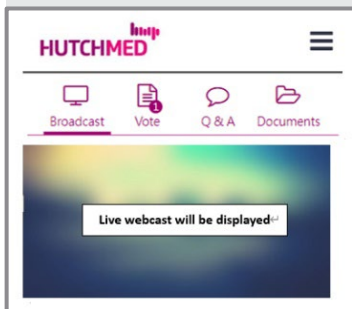 HUTCHMED
Broadcast Vote Q & A Documents
1
Live webcast will be displayed